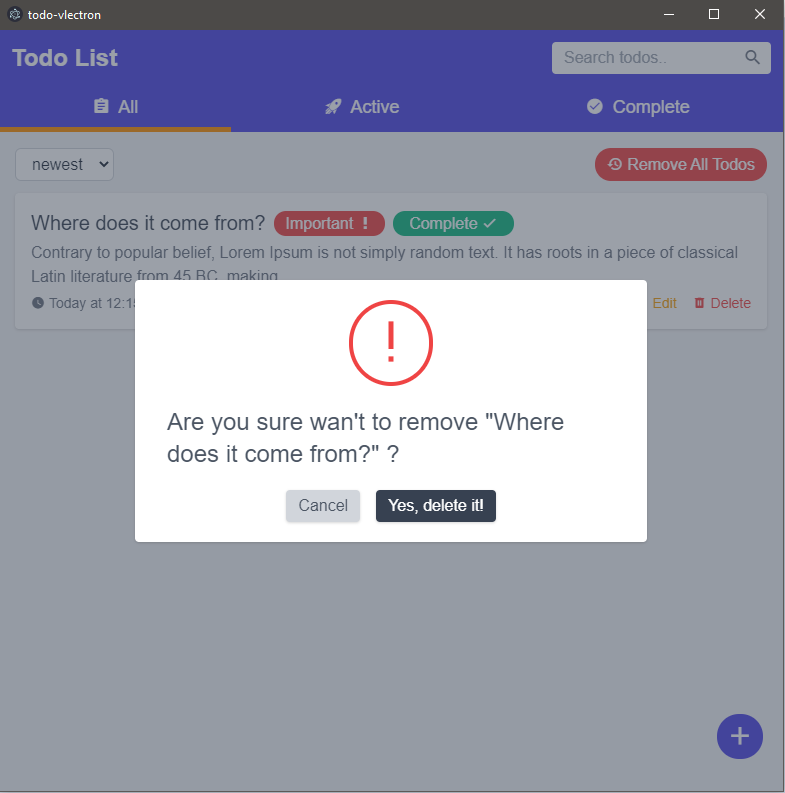 todo-vlectron
Todo List
Search todos..
All
Active
Complete
newest
Remove All Todos
Where does it come from?
Important !
Complete
Contrary to popular belief, Lorem Ipsum is not simply random text. It has roots in a piece of classical
Latin literature from 45 BC, making
Today at 12:15
Edit
Delete
!
Are you sure wan't to remove "Where
does it come from?" ?
Cancel
Yes, delete it!